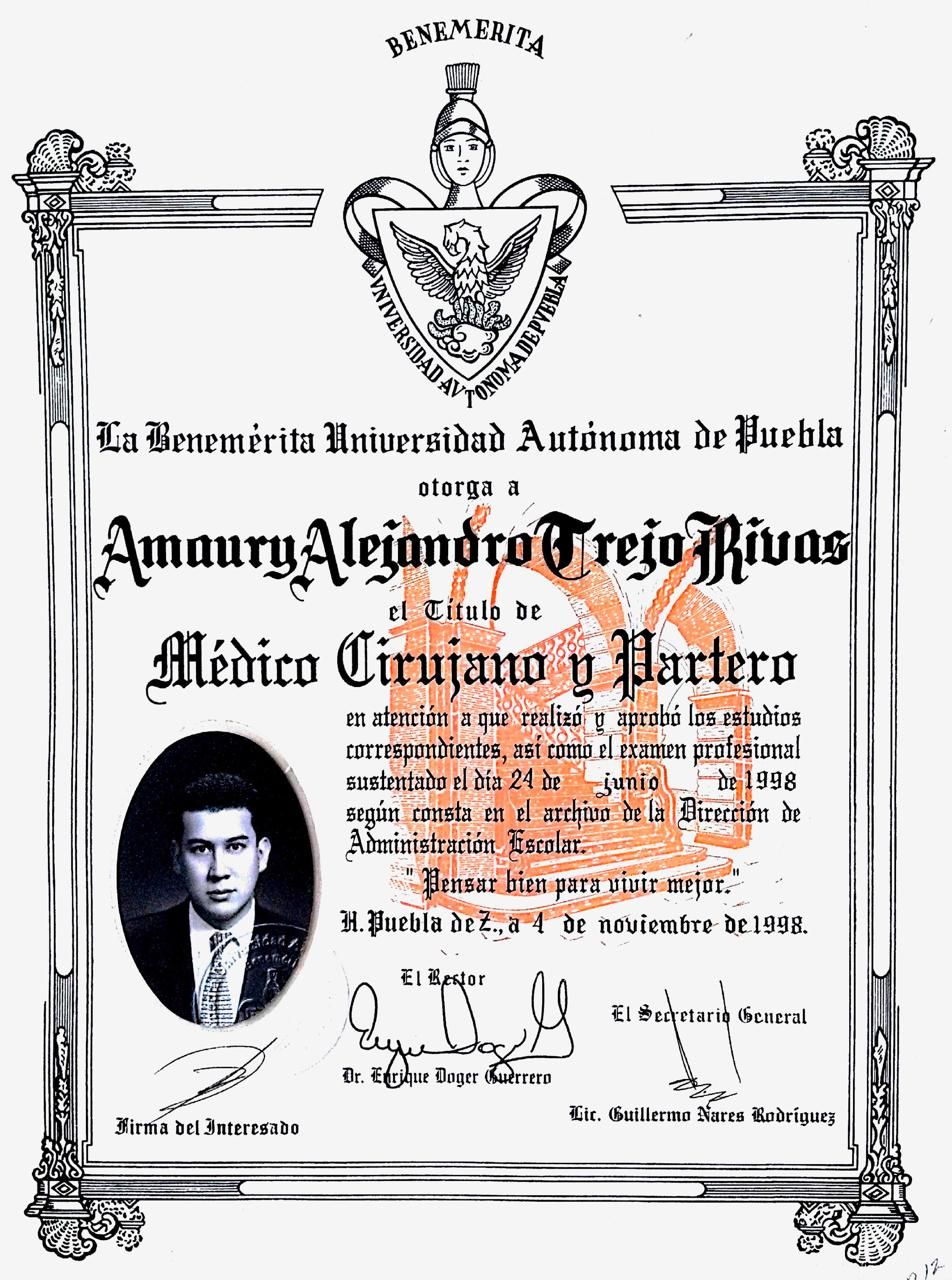 BENEMERITA
VNIVERSIDAD AVTONOMA DE PVEBLA
La Benemérita Universidad Autónoma de Puebla
otorga a
Amaury Alejandro Trejo Rivas
el Título de
Médico Cirujano y Partero
en atención a que realizó y aprobó los estudios
correspondientes, así como el examen profesional
sustentado el día 24 de junio de 1998
según consta en el archivo de la Dirección de
Administración Escolar.
"Pensar bien para vivir mejor."
H. Puebla de Z., a 4 de noviembre de 1998.
El Rector
El Secretario General
Dr. Enrique Doger Guerrero
Lic. Guillermo Nares Rodríguez
Firma del Interesado